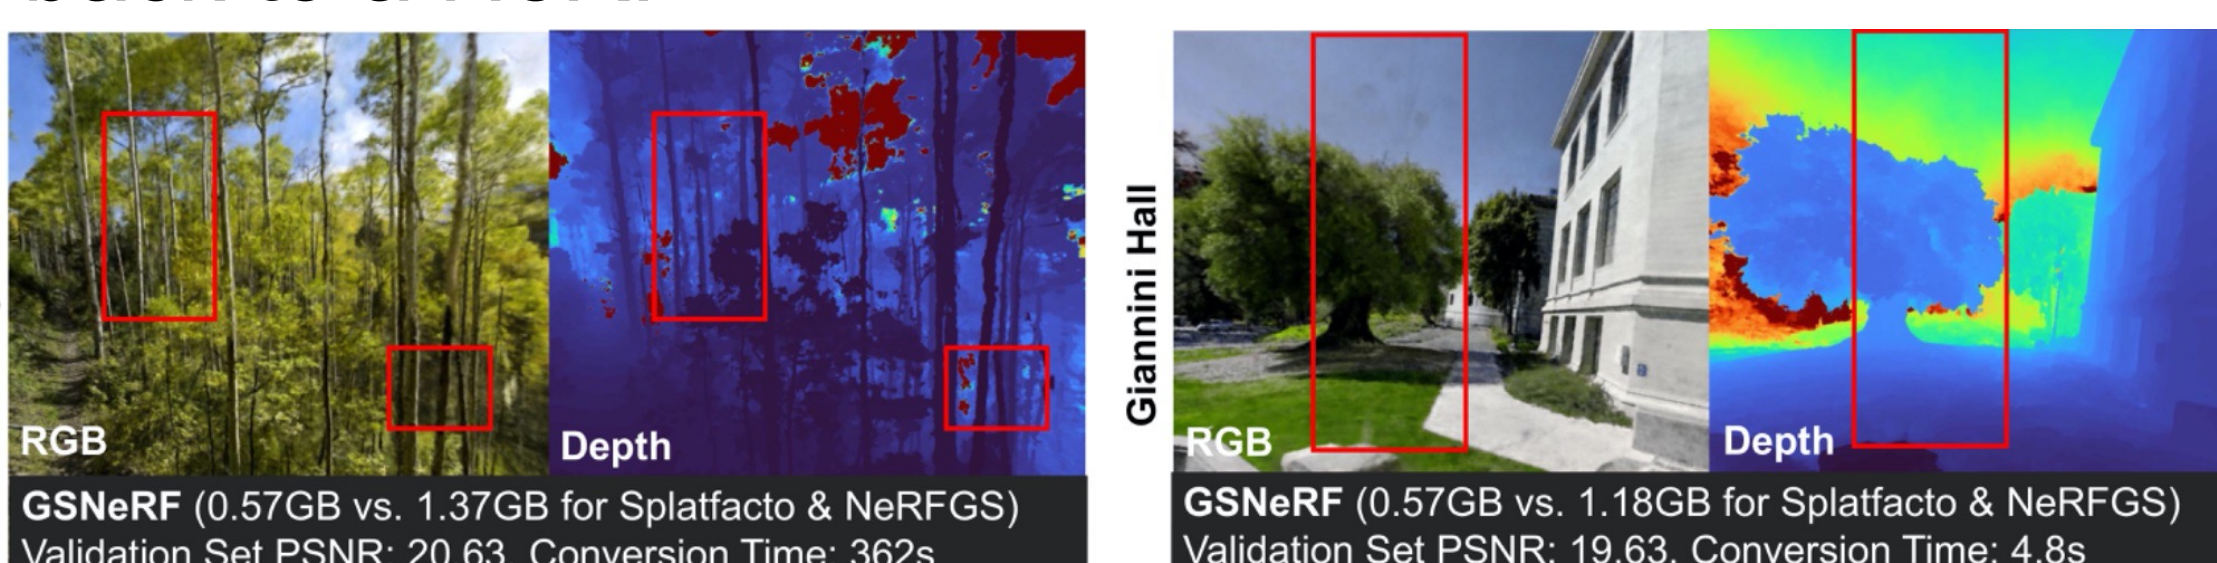 RGB
Depth
GSNeRF (0.57GB vs. 1.37GB for Splatfacto & NeRFGS)
Validation Set PSNR: 20.63, Conversion Time: 362s
Giannini Hall
RGB
Depth
GSNeRF (0.57GB vs. 1.18GB for Splatfacto & NeRFGS)
Validation Set PSNR: 19.63, Conversion Time: 4.8s